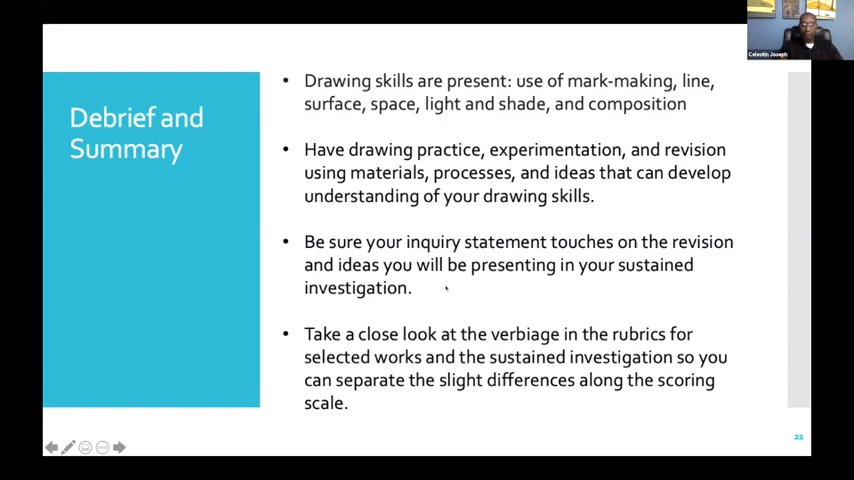 Celestin Joseph
Debrief and
Summary
• Drawing skills are present: use of mark-making, line,
surface, space, light and shade, and composition
• Have drawing practice, experimentation, and revision
using materials, processes, and ideas that can develop
understanding of your drawing skills.
• Be sure your inquiry statement touches on the revision
and ideas you will be presenting in your sustained
investigation.
• Take a close look at the verbiage in the rubrics for
selected works and the sustained investigation so you
can separate the slight differences along the scoring
scale.
22